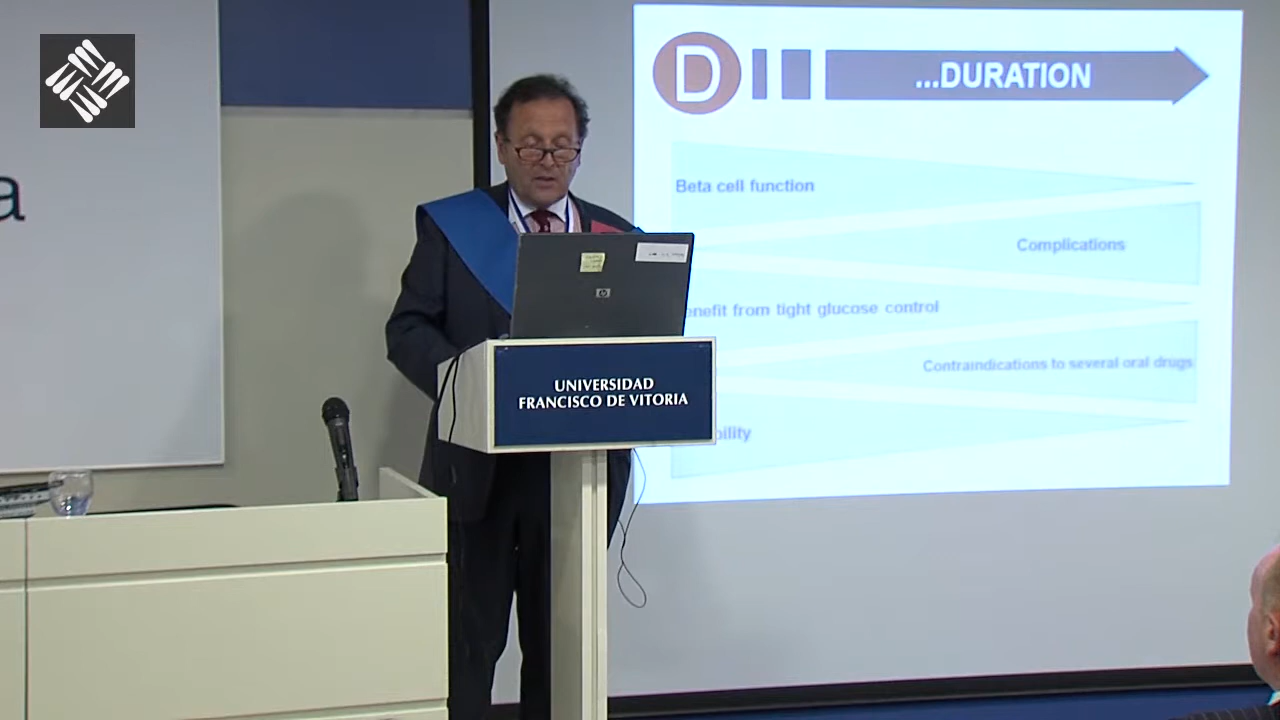 a
D
...DURATION
Beta cell function
Complications
enefit from tight glucose control
Contraindications to several oral drugs
bility
hp
UNIVERSIDAD
FRANCISCO DE VITORIA